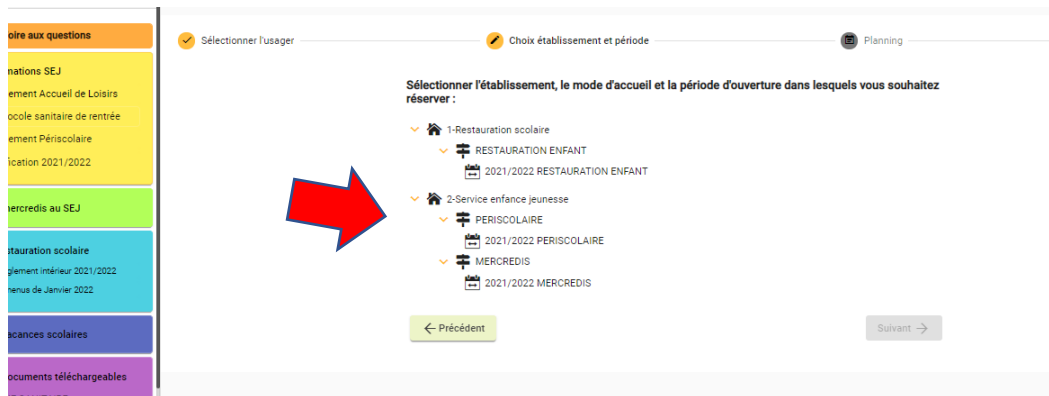 oire aux questions
mations SEJ
ement Accueil de Loisirs
ocole sanitaire de rentrée
ement Périscolaire
ication 2021/2022
ercredis au SEJ
stauration scolaire
glement intérieur 2021/2022
nenus de Janvier 2022
acances scolaires
ocuments téléchargeables
Sélectionner l'usager
Choix établissement et période
Planning
Sélectionner l'établissement, le mode d'accueil et la période d'ouverture dans lesquels vous souhaitez
réserver :
1-Restauration scolaire
RESTAURATION ENFANT
2021/2022 RESTAURATION ENFANT
2-Service enfance jeunesse
PERISCOLAIRE
2021/2022 PERISCOLAIRE
MERCREDIS
2021/2022 MERCREDIS
← Précédent
Suivant →